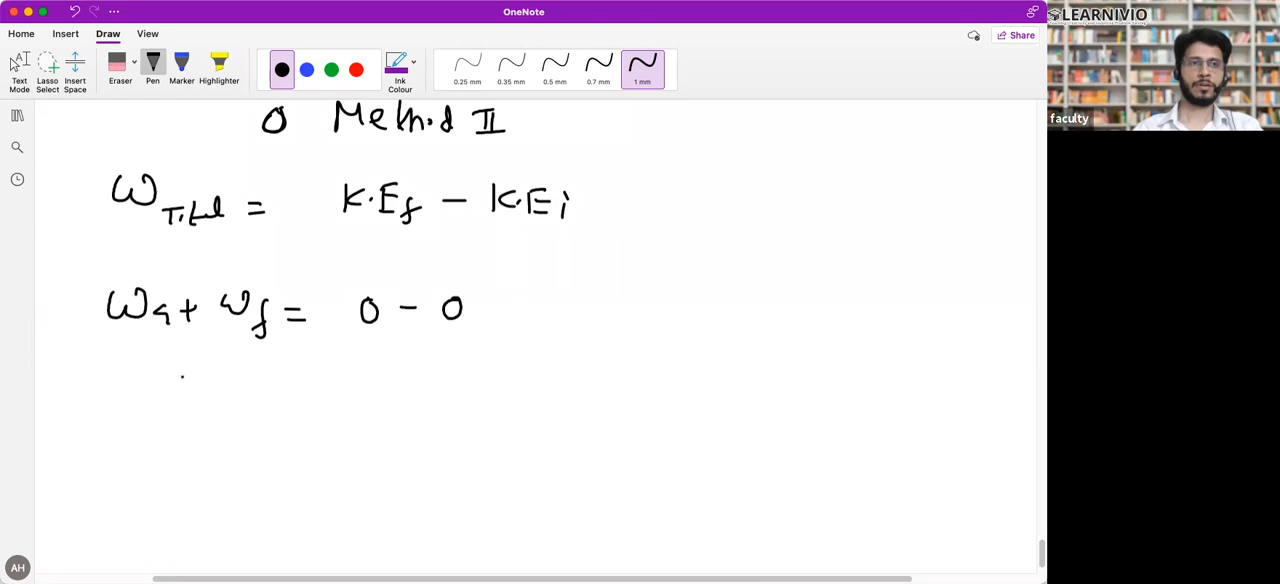 OneNote
LEARNIVIO
Home Insert Draw View
Share
Text Mode
Lasso Select
Insert Space
Eraser
Pen
Marker
Highlighter
Ink Colour
0.25 mm
0.35 mm
0.5 mm
0.7 mm
1 mm
faculty
0 Method II
W Total = K.Ef - K.Ei
Wg + Wf = 0 - 0
AH